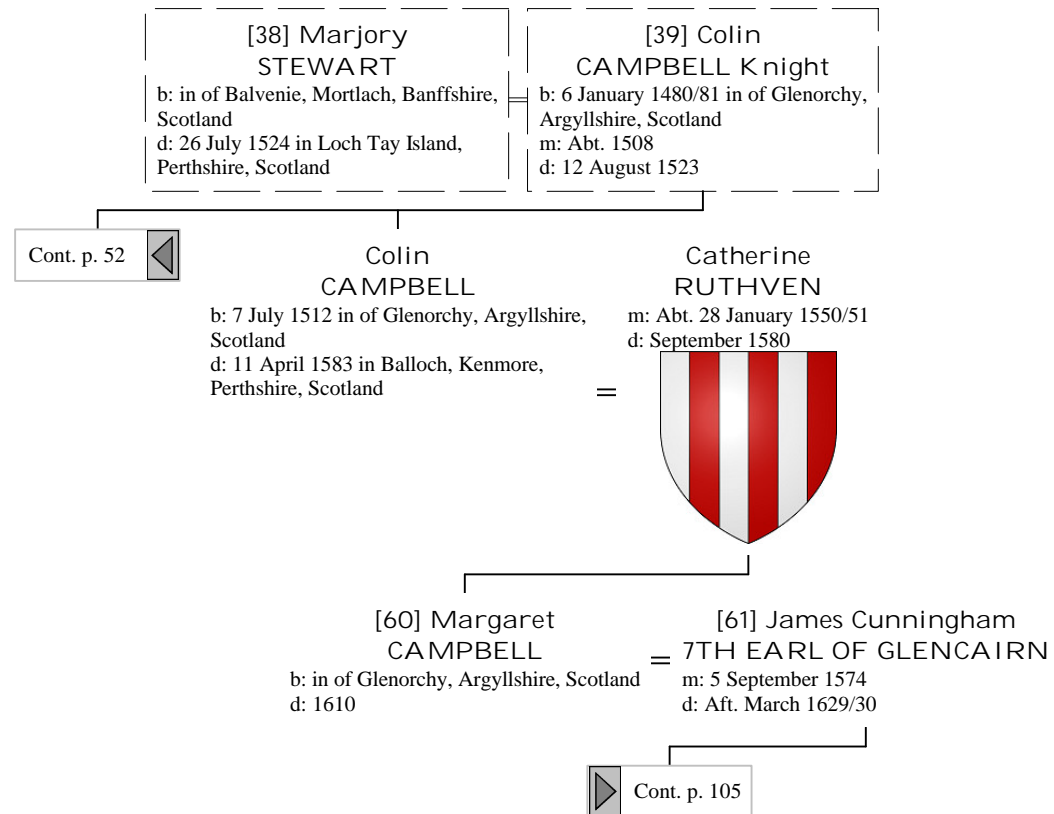 [38] Marjory
STEWART
b: in of Balvenie, Mortlach, Banffshire,
Scotland
d: 26 July 1524 in Loch Tay Island,
Perthshire, Scotland
[39] Colin
CAMPBELL Knight
b: 6 January 1480/81 in of Glenorchy,
Argyllshire, Scotland
m: Abt. 1508
d: 12 August 1523
Cont. p. 52
Colin
CAMPBELL
b: 7 July 1512 in of Glenorchy, Argyllshire,
Scotland
d: 11 April 1583 in Balloch, Kenmore,
Perthshire, Scotland
=
Catherine
RUTHVEN
m: Abt. 28 January 1550/51
d: September 1580
[60] Margaret
CAMPBELL
b: in of Glenorchy, Argyllshire, Scotland
d: 1610
=
[61] James Cunningham
7TH EARL OF GLENCAIRN
m: 5 September 1574
d: Aft. March 1629/30
Cont. p. 105